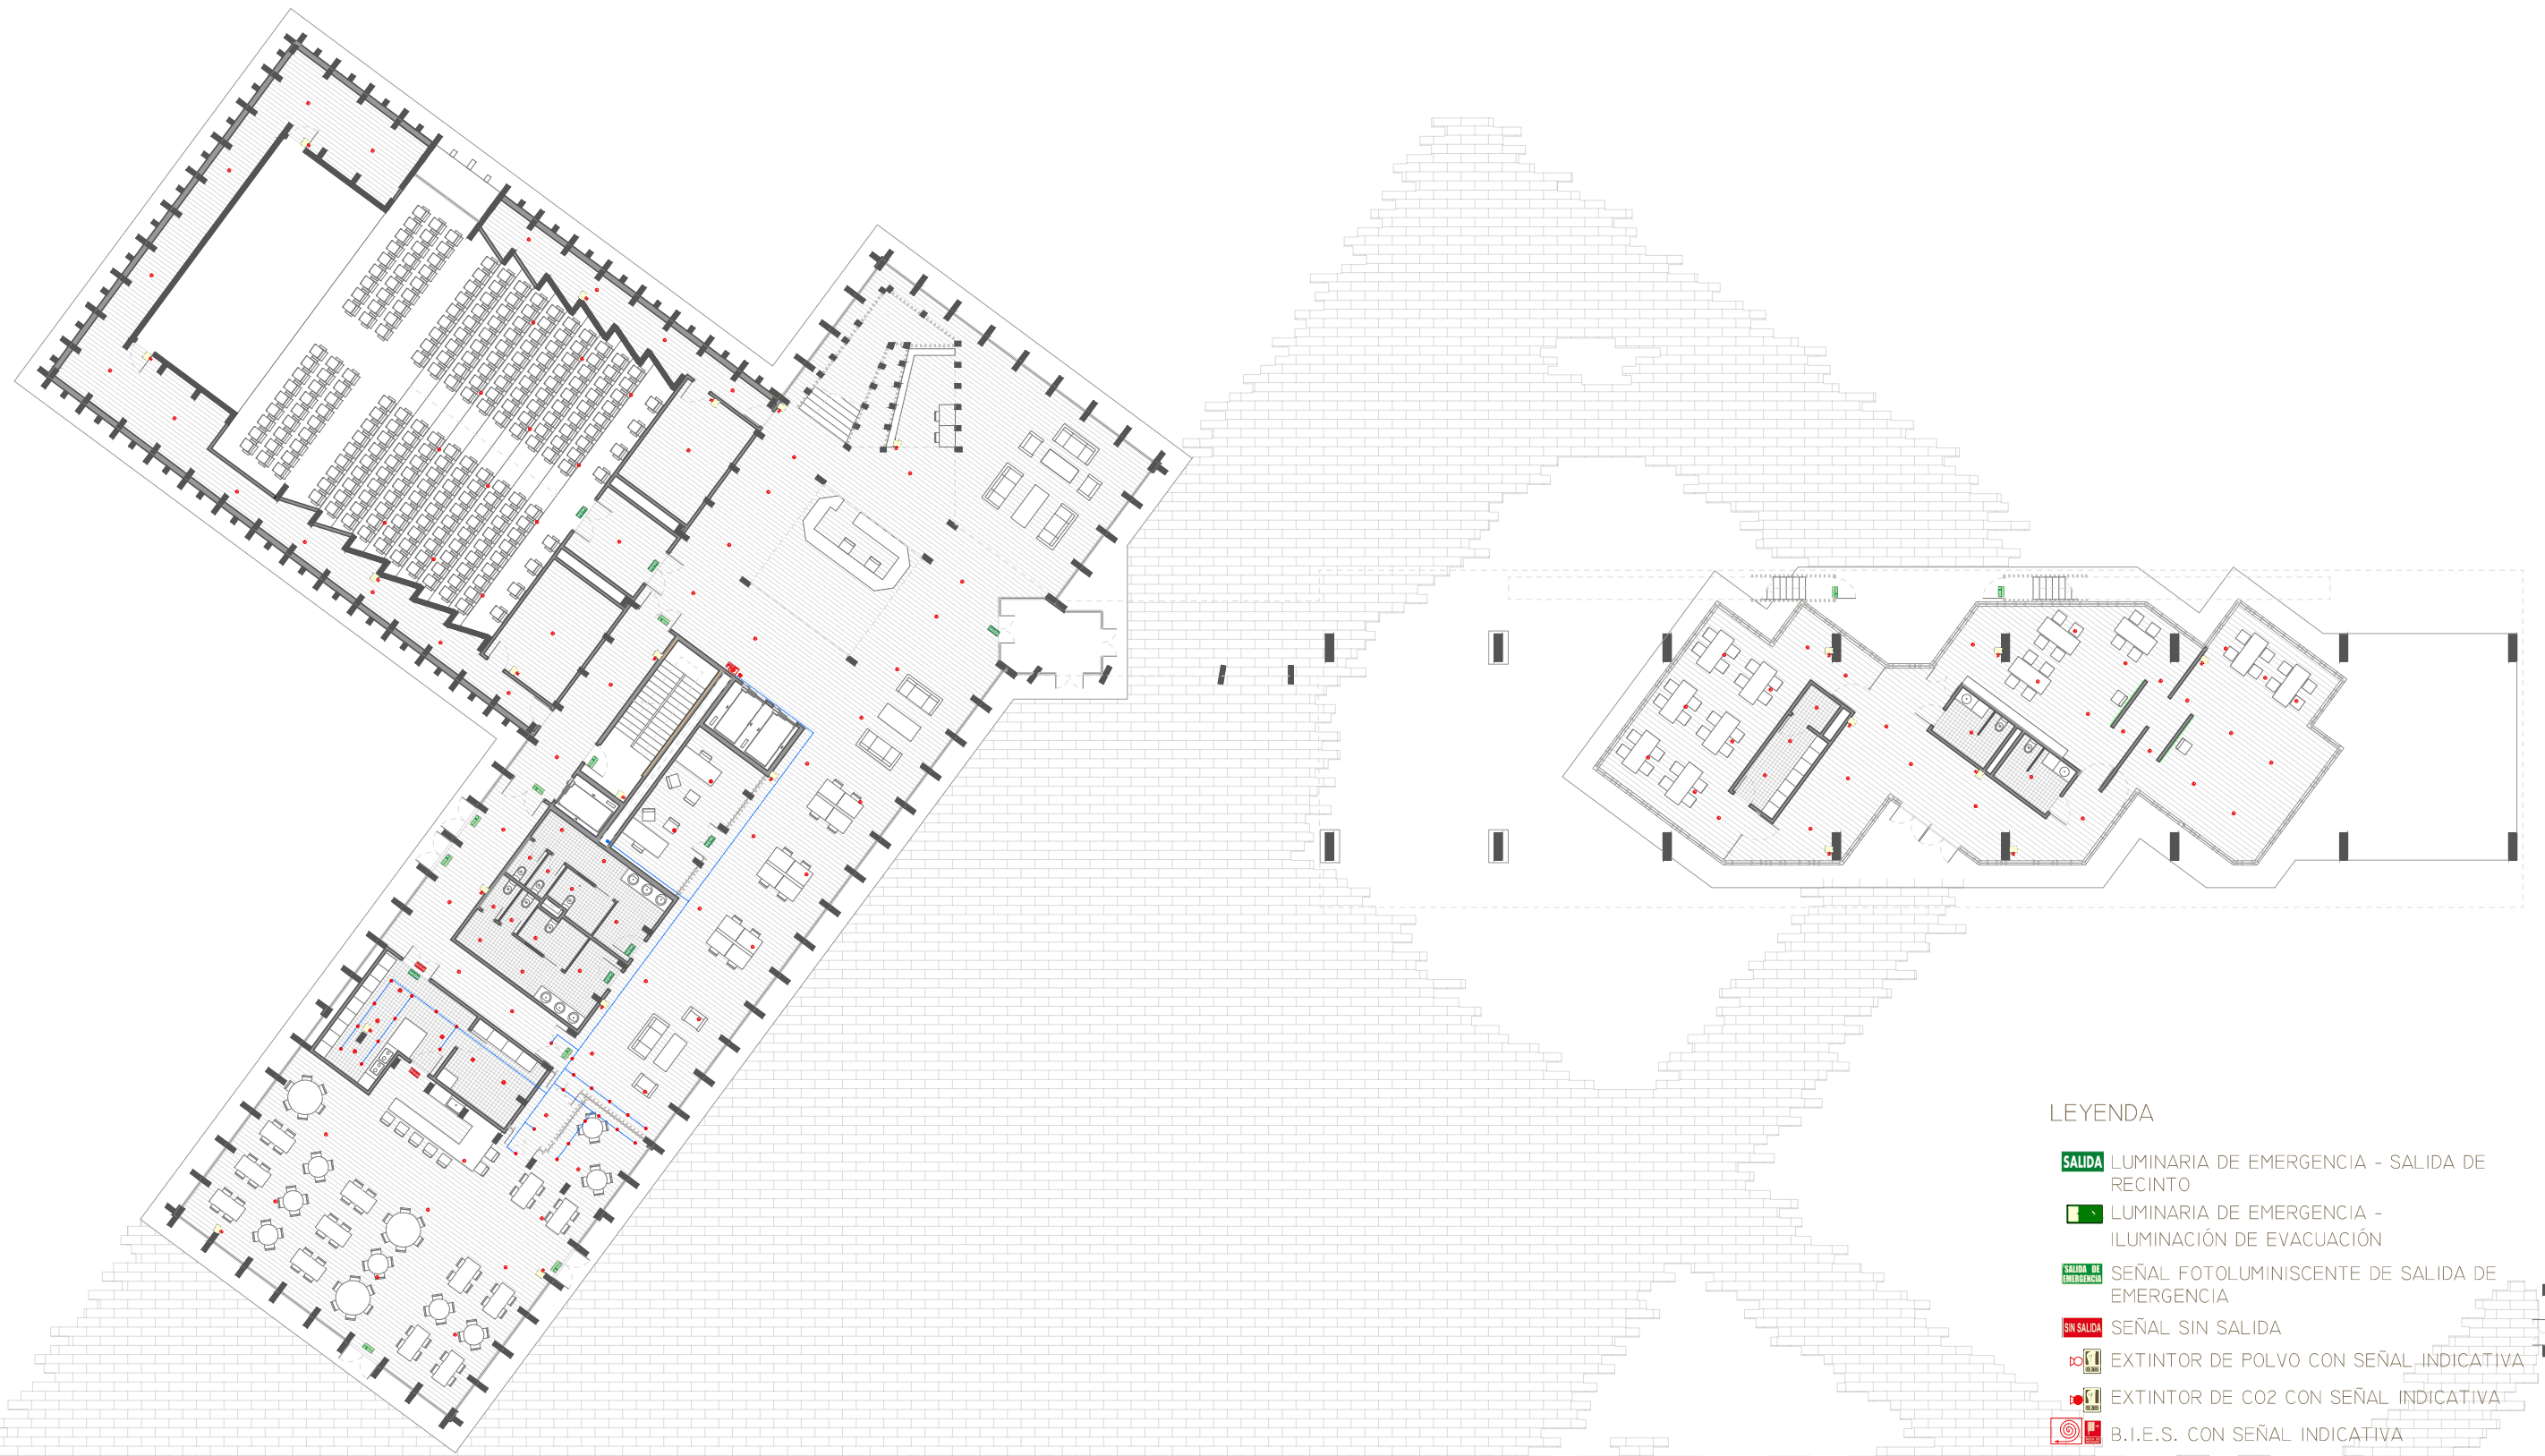 LEYENDA
SALIDA LUMINARIA DE EMERGENCIA - SALIDA DE
RECINTO
LUMINARIA DE EMERGENCIA -
ILUMINACIÓN DE EVACUACIÓN
SALIDA DE
EMERGENCIA
SEÑAL FOTOLUMINISCENTE DE SALIDA DE
EMERGENCIA
SIN SALIDA SEÑAL SIN SALIDA
EXTINTOR DE POLVO CON SEÑAL INDICATIVA
EXTINTOR DE CO2 CON SEÑAL INDICATIVA
B.I.E.S. CON SEÑAL INDICATIVA